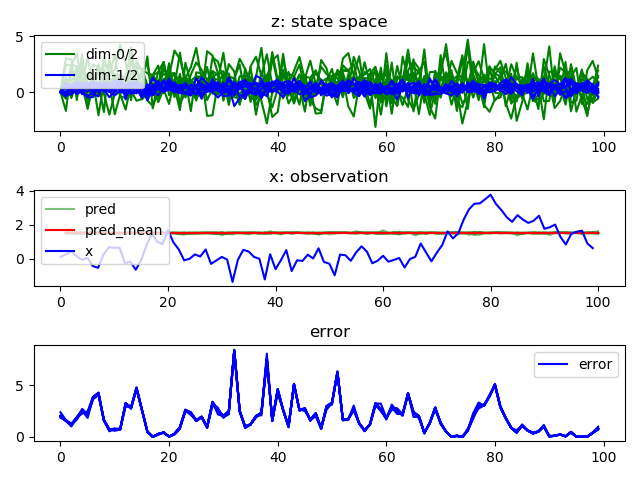 z: state space
dim-0/2
dim-1/2
5
0
0 20 40 60 80 100
x: observation
pred
pred_mean
x
4
2
0
0 20 40 60 80 100
error
error
5
0
0 20 40 60 80 100